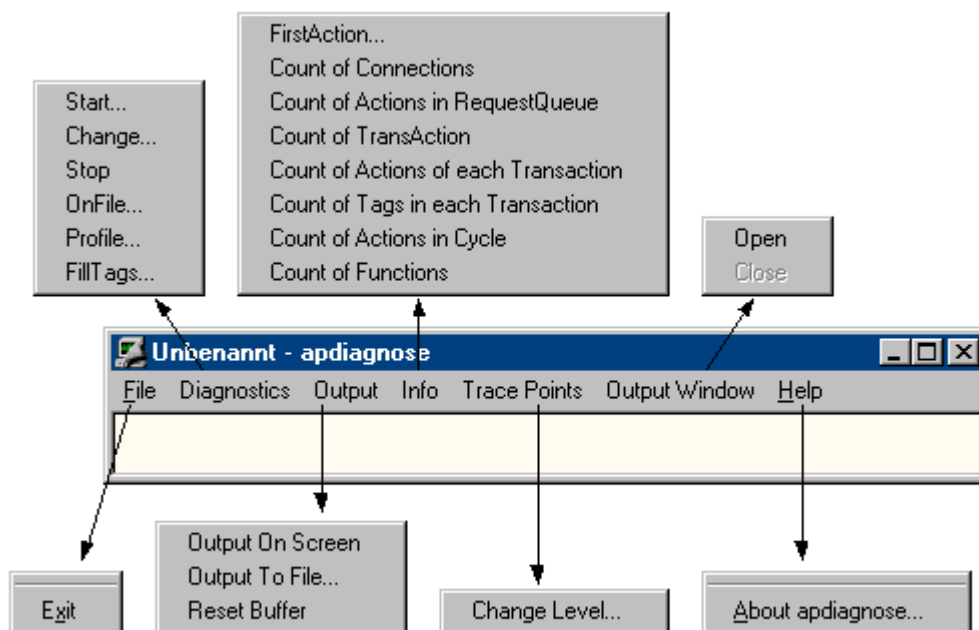 FirstAction...
Count of Connections
Count of Actions in RequestQueue
Count of TransAction
Count of Actions of each Transaction
Count of Tags in each Transaction
Count of Actions in Cycle
Count of Functions
Start...
Change...
Stop
OnFile...
Profile...
FillTags...
Open
Close
Unbenannt - apdiagnose
File Diagnostics Output Info Trace Points Output Window Help
Exit
Output On Screen
Output To File...
Reset Buffer
Change Level...
About apdiagnose...